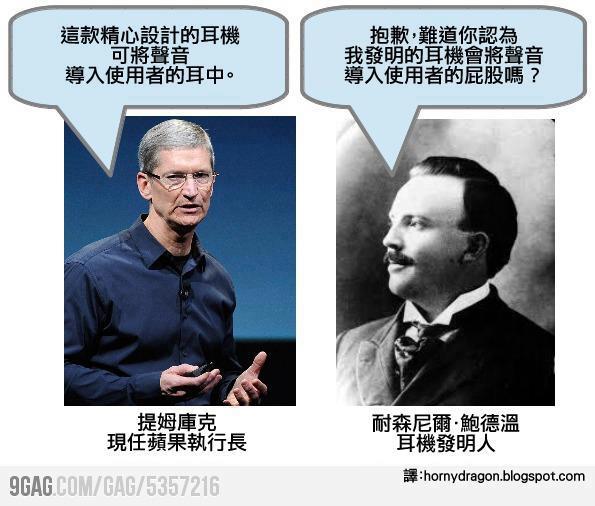 這款精心設計的耳機
可將聲音
導入使用者的耳中。
抱歉,難道你認為
我發明的耳機會將聲音
導入使用者的屁股嗎？
提姆庫克
現任蘋果執行長
耐森尼爾·鮑德溫
耳機發明人
譯:hornydragon.blogspot.com
9GAG.COM/GAG/5357216